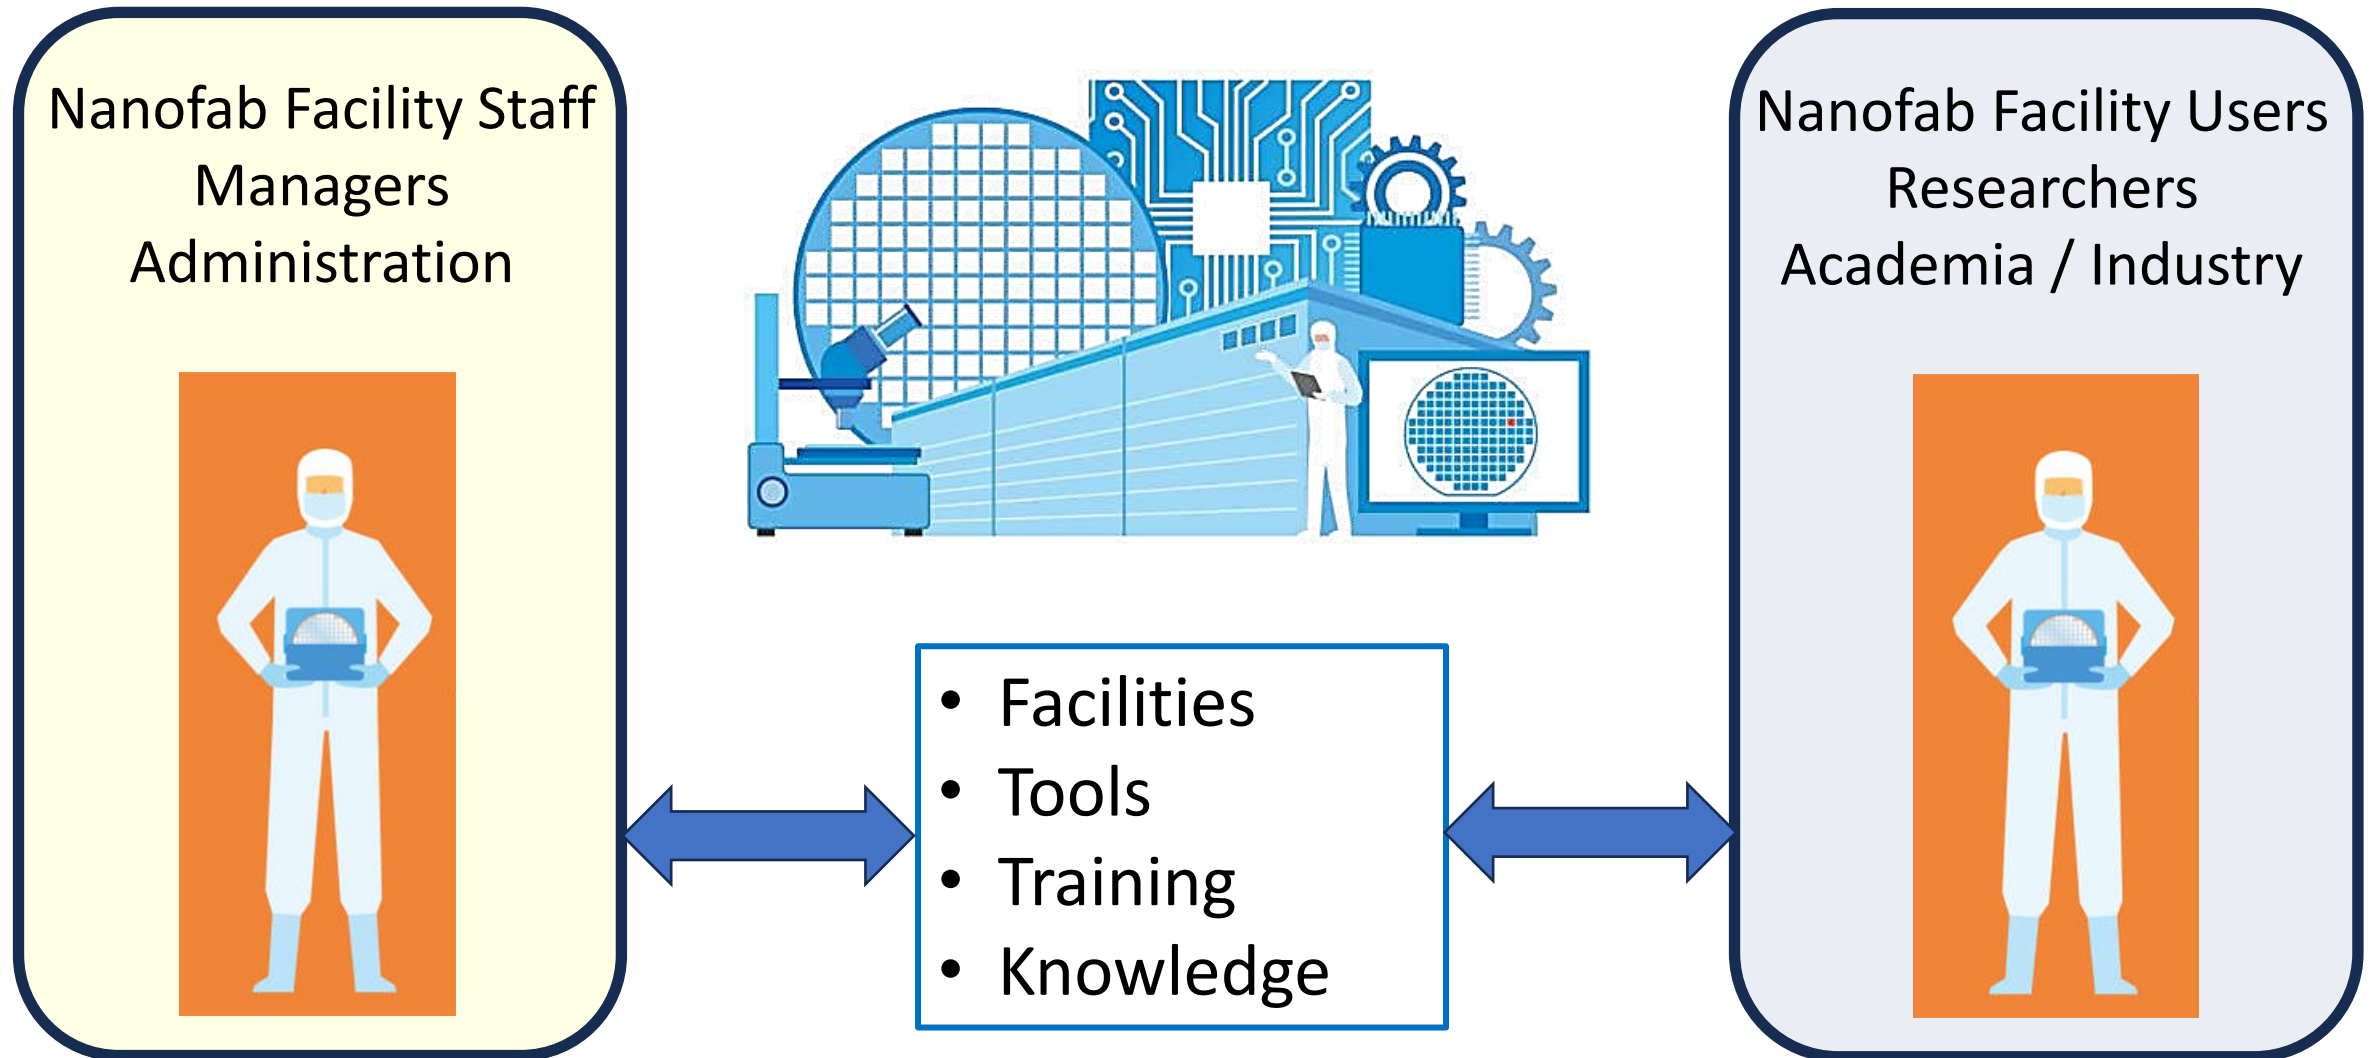 Nanofab Facility Staff
Managers
Administration
Nanofab Facility Users
Researchers
Academia / Industry
• Facilities
• Tools
• Training
• Knowledge